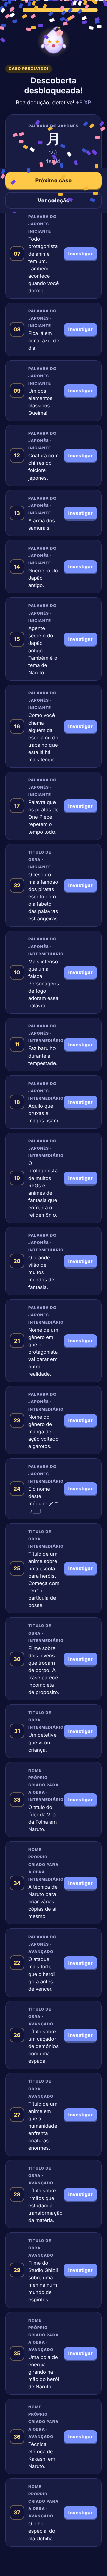 CASO RESOLVIDO!
Descoberta
desbloqueada!
Boa dedução, detetive! +8 XP
PALAVRA DO JAPONÊS
月
Próximo caso
Ver coleção
PALAVRA DO
JAPONÊS ·
INICIANTE
07
Todo
protagonista
de anime
tem um.
Também
acontece
quando você
dorme.
Investigar
PALAVRA DO
JAPONÊS ·
INICIANTE
08
Fica lá em
cima, azul de
dia.
Investigar
PALAVRA DO
JAPONÊS ·
INICIANTE
09
Um dos
elementos
clássicos.
Queima!
Investigar
PALAVRA DO
JAPONÊS ·
INICIANTE
12
Criatura com
chifres do
folclore
japonês.
Investigar
PALAVRA DO
JAPONÊS ·
INICIANTE
13
A arma dos
samurais.
Investigar
PALAVRA DO
JAPONÊS ·
INICIANTE
14
Guerreiro do
Japão
antigo.
Investigar
PALAVRA DO
JAPONÊS ·
INICIANTE
15
Agente
secreto do
Japão
antigo.
Também é o
tema de
Naruto.
Investigar
PALAVRA DO
JAPONÊS ·
INICIANTE
16
Como você
chama
alguém da
escola ou do
trabalho que
está lá há
mais tempo.
Investigar
PALAVRA DO
JAPONÊS ·
INICIANTE
17
Palavra que
os piratas de
One Piece
repetem o
tempo todo.
Investigar
TÍTULO DE
OBRA ·
INICIANTE
32
O tesouro
mais famoso
dos piratas,
escrito com
o alfabeto
das palavras
estrangeiras.
Investigar
PALAVRA DO
JAPONÊS ·
INTERMEDIÁRIO
10
Mais intenso
que uma
faísca.
Personagens
de fogo
adoram essa
palavra.
Investigar
PALAVRA DO
JAPONÊS ·
INTERMEDIÁRIO
11
Faz barulho
durante a
tempestade.
Investigar
PALAVRA DO
JAPONÊS ·
INTERMEDIÁRIO
18
Aquilo que
bruxas e
magos usam.
Investigar
PALAVRA DO
JAPONÊS ·
INTERMEDIÁRIO
19
O
protagonista
de muitos
RPGs e
animes de
fantasia que
enfrenta o
rei demônio.
Investigar
PALAVRA DO
JAPONÊS ·
INTERMEDIÁRIO
20
O grande
vilão de
muitos
mundos de
fantasia.
Investigar
PALAVRA DO
JAPONÊS ·
INTERMEDIÁRIO
21
Nome de um
gênero em
que o
protagonista
vai parar em
outra
realidade.
Investigar
PALAVRA DO
JAPONÊS ·
INTERMEDIÁRIO
23
Nome do
gênero de
mangá de
ação voltado
a garotos.
Investigar
PALAVRA DO
JAPONÊS ·
INTERMEDIÁRIO
24
É o nome
deste
módulo: アニ
メ__!
Investigar
TÍTULO DE
OBRA ·
INTERMEDIÁRIO
25
Título de um
anime sobre
uma escola
para heróis.
Começa com
"eu" +
partícula de
posse.
Investigar
TÍTULO DE
OBRA ·
INTERMEDIÁRIO
30
Filme sobre
dois jovens
que trocam
de corpo. A
frase parece
incompleta
de propósito.
Investigar
TÍTULO DE
OBRA ·
INTERMEDIÁRIO
31
Um detetive
que virou
criança.
Investigar
NOME
PRÓPRIO
CRIADO PARA
A OBRA ·
INTERMEDIÁRIO
33
O título do
líder da Vila
da Folha em
Naruto.
Investigar
NOME
PRÓPRIO
CRIADO PARA
A OBRA ·
INTERMEDIÁRIO
34
A técnica de
Naruto para
criar várias
cópias de si
mesmo.
Investigar
PALAVRA DO
JAPONÊS ·
AVANÇADO
22
O ataque
mais forte
que o herói
grita antes
de vencer.
Investigar
TÍTULO DE
OBRA ·
AVANÇADO
26
Título sobre
um caçador
de demônios
com uma
espada.
Investigar
TÍTULO DE
OBRA ·
AVANÇADO
27
Título de um
anime em
que a
humanidade
enfrenta
criaturas
enormes.
Investigar
TÍTULO DE
OBRA ·
AVANÇADO
28
Título sobre
irmãos que
estudam a
transformação
da matéria.
Investigar
TÍTULO DE
OBRA ·
AVANÇADO
29
Filme do
Studio Ghibli
sobre uma
menina num
mundo de
espíritos.
Investigar
NOME
PRÓPRIO
CRIADO PARA
A OBRA ·
AVANÇADO
35
Uma bola de
energia
girando na
mão do herói
de Naruto.
Investigar
NOME
PRÓPRIO
CRIADO PARA
A OBRA ·
AVANÇADO
36
Técnica
elétrica de
Kakashi em
Naruto.
Investigar
NOME
PRÓPRIO
CRIADO PARA
A OBRA ·
AVANÇADO
37
O olho
especial do
clã Uchiha.
Investigar